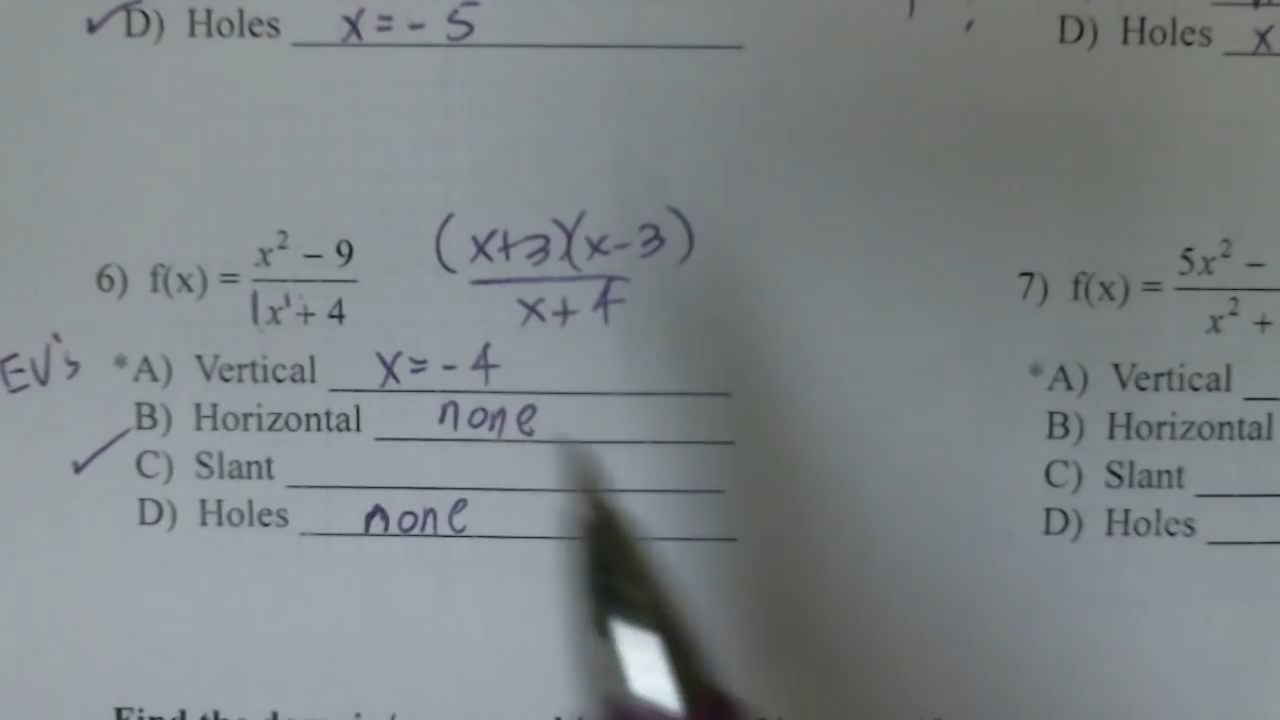 ✓D) Holes x = - 5
D) Holes x
6) f(x) = x² - 9 / 1x¹ + 4 (x+3)(x-3) / x+4
7) f(x) = 5x² - / x² +
EV's *A) Vertical x = - 4
*A) Vertical
B) Horizontal none
B) Horizontal
✓ C) Slant
C) Slant
D) Holes none
D) Holes